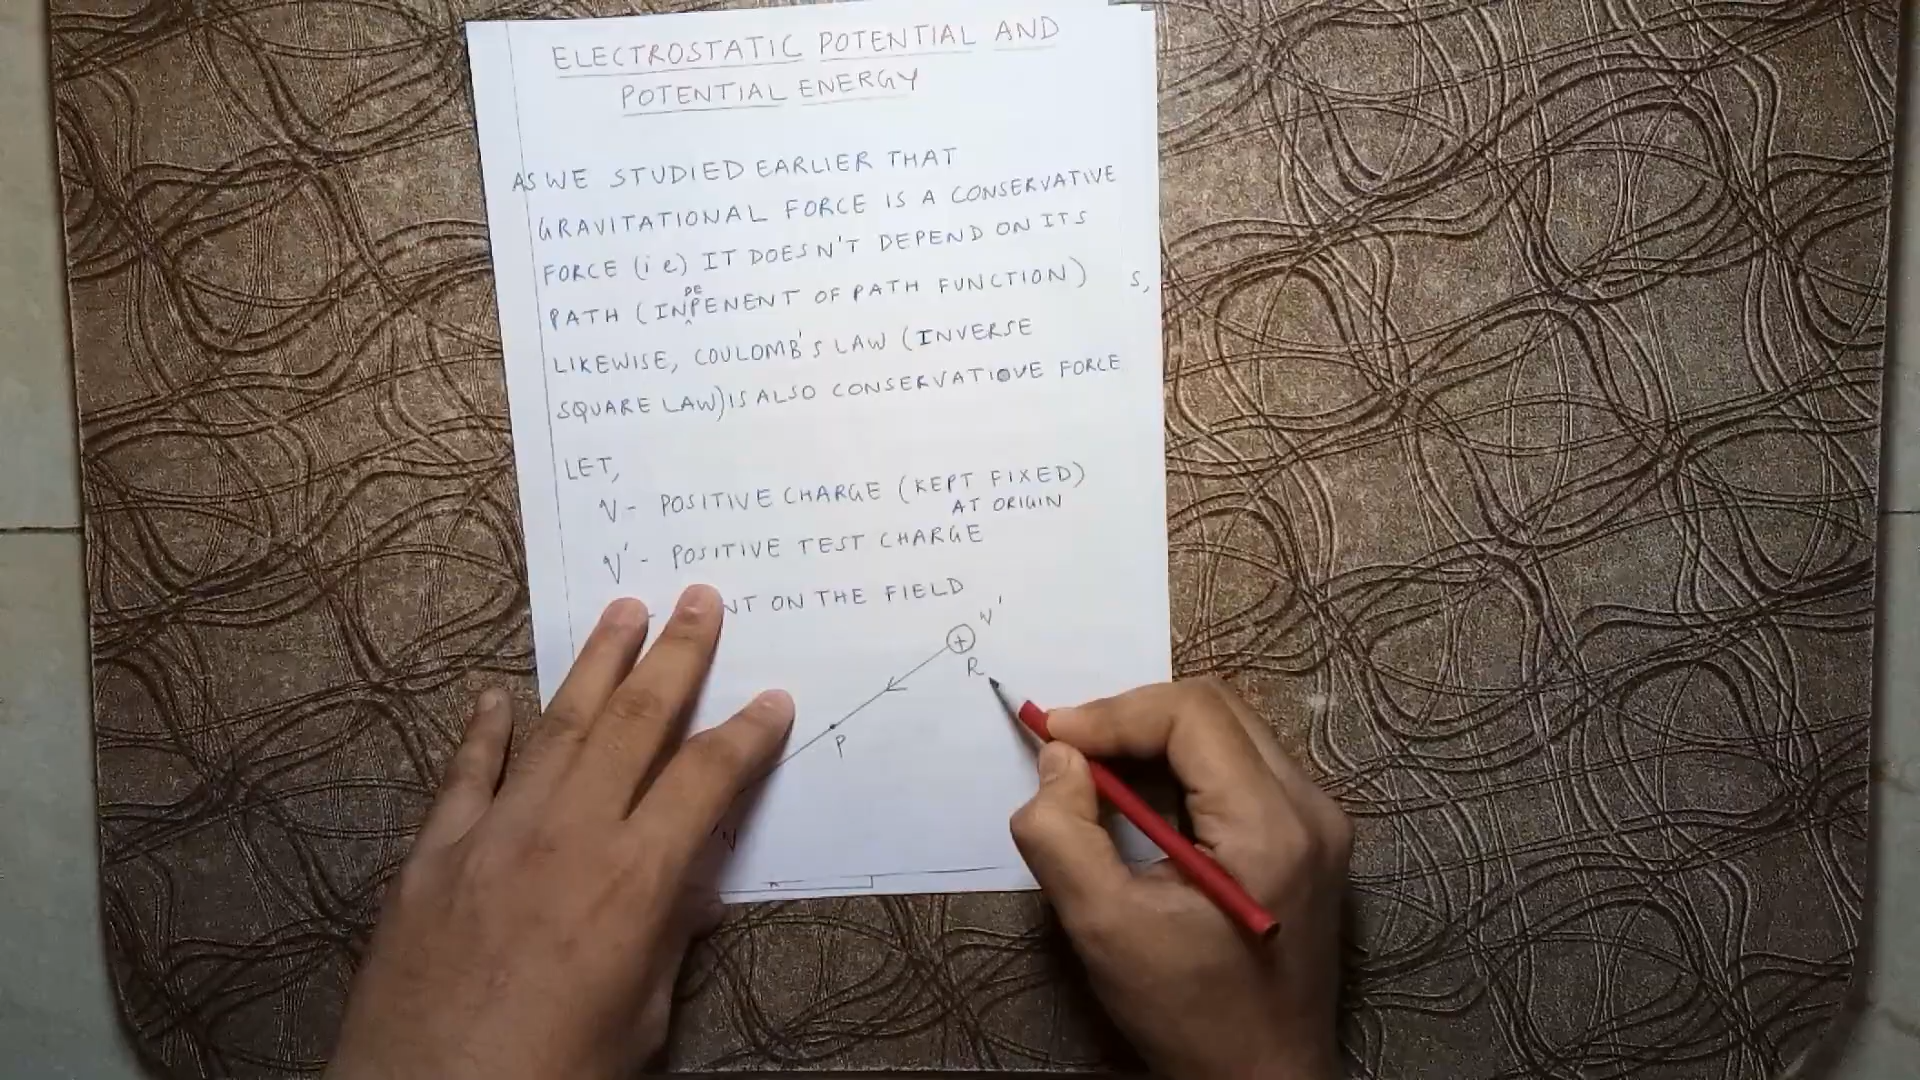 ELECTROSTATIC POTENTIAL AND
POTENTIAL ENERGY
AS WE STUDIED EARLIER THAT
GRAVITATIONAL FORCE IS A CONSERVATIVE
FORCE (i e) IT DOESN'T DEPEND ON ITS
DE
PATH (INPENENT OF PATH FUNCTION) S,
LIKEWISE, COULOMB'S LAW (INVERSE
SQUARE LAW) IS ALSO CONSERVATIOVE FORCE
LET,
V - POSITIVE CHARGE (KEPT FIXED)
AT ORIGIN
V' - POSITIVE TEST CHARGE
NT ON THE FIELD
+ V'
R
P
V